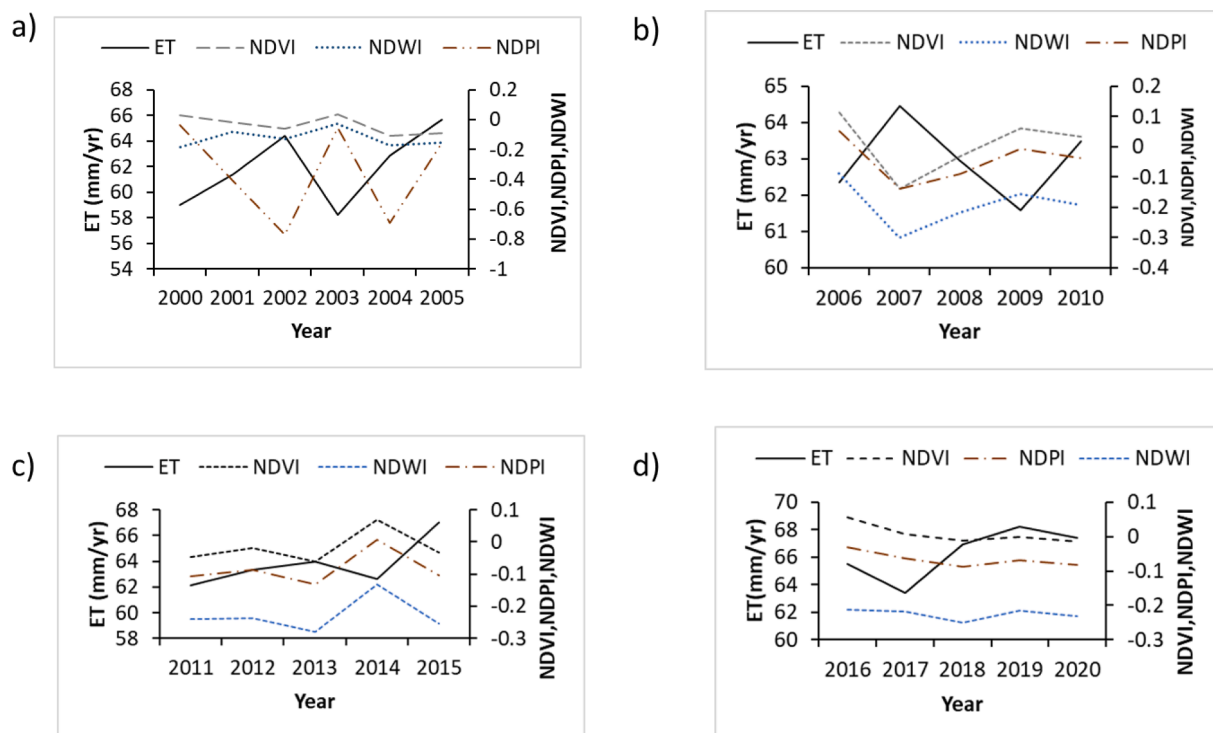 a)
ET NDVI NDWI NDPI
ET (mm/yr)
68
66
64
62
60
58
56
54
0.2
0
-0.2
-0.4
-0.6
-0.8
-1
NDVI,NDPI,NDWI
2000 2001 2002 2003 2004 2005
Year
b)
ET NDVI NDWI NDPI
ET (mm/yr)
65
64
63
62
61
60
0.2
0.1
0
-0.1
-0.2
-0.3
-0.4
NDVI,NDPI,NDWI
2006 2007 2008 2009 2010
Year
c)
ET NDVI NDWI NDPI
ET (mm/yr)
68
66
64
62
60
58
0.1
0
-0.1
-0.2
-0.3
NDVI,NDPI,NDWI
2011 2012 2013 2014 2015
Year
d)
ET NDVI NDPI NDWI
ET(mm/yr)
70
68
66
64
62
60
0.1
0
-0.1
-0.2
-0.3
NDVI,NDPI,NDWI
2016 2017 2018 2019 2020
Year